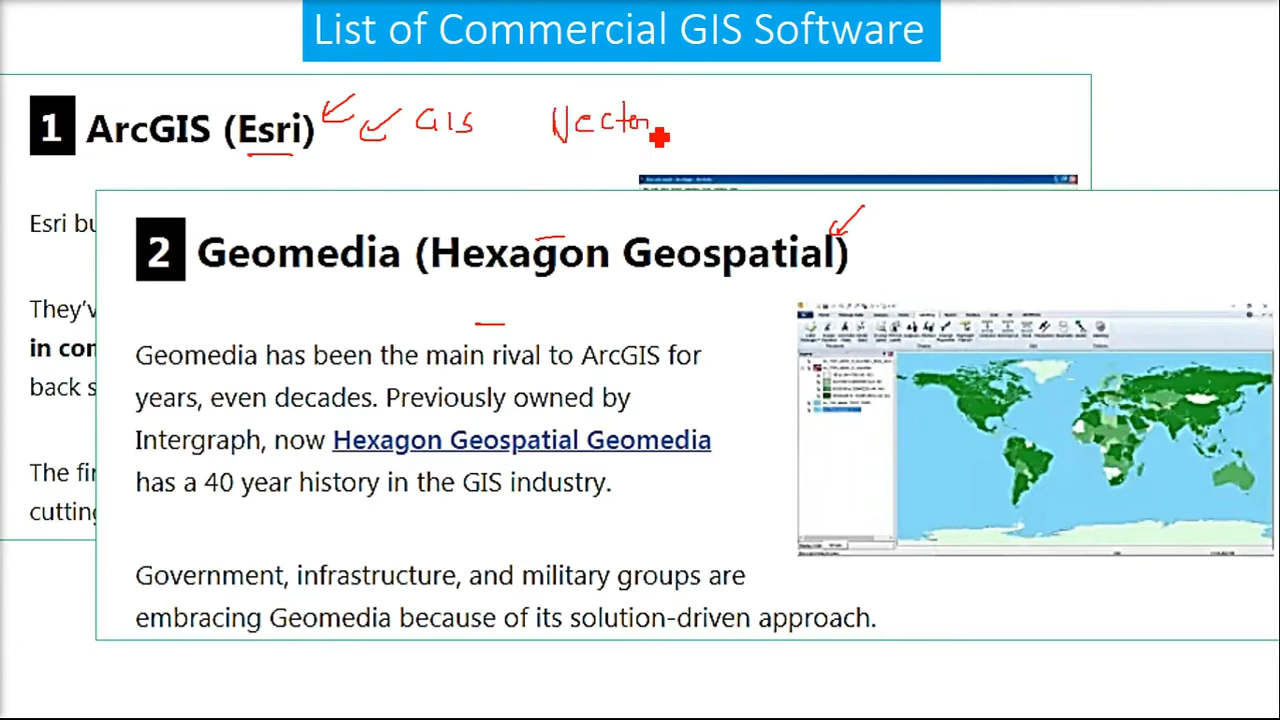 List of Commercial GIS Software
1 ArcGIS (Esri) GIS Vector
Esri bu
2 Geomedia (Hexagon Geospatial)
They'v
in con
back s
Geomedia has been the main rival to ArcGIS for
years, even decades. Previously owned by
Intergraph, now Hexagon Geospatial Geomedia
has a 40 year history in the GIS industry.
The fir
cutting
Government, infrastructure, and military groups are
embracing Geomedia because of its solution-driven approach.